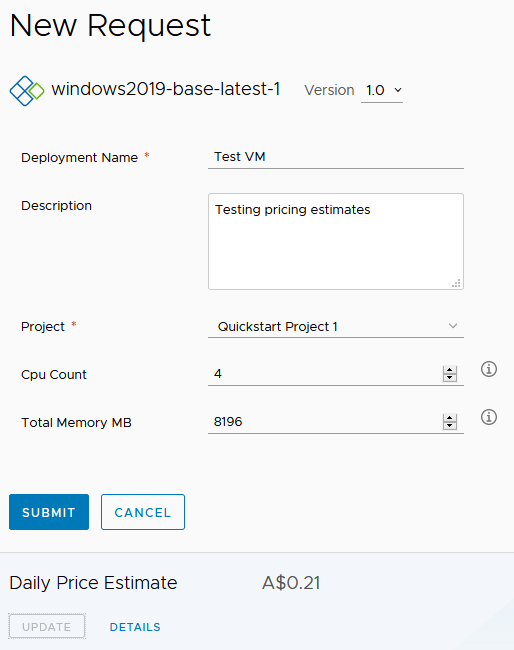 New Request
windows2019-base-latest-1 Version 1.0
Deployment Name * Test VM
Description Testing pricing estimates
Project * Quickstart Project 1
Cpu Count 4
Total Memory MB 8196
SUBMIT CANCEL
Daily Price Estimate A$0.21
UPDATE DETAILS